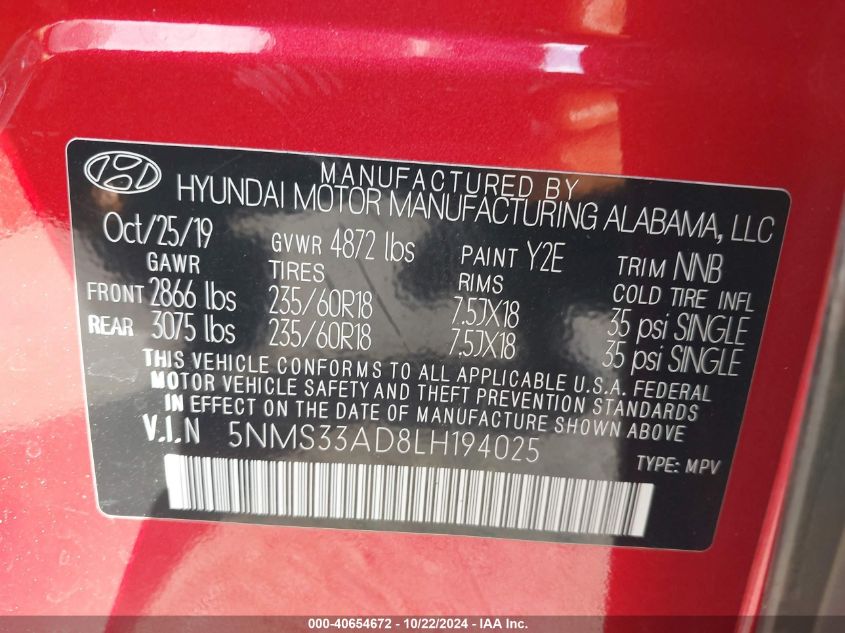 MANUFACTURED BY
HYUNDAI MOTOR MANUFACTURING ALABAMA, LLC
Oct/25/19 GVWR 4872 lbs PAINT Y2E TRIM NNB
GAWR TIRES RIMS COLD TIRE INFL
FRONT 2866 lbs 235/60R18 7.5JX18 35 psi SINGLE
REAR 3075 lbs 235/60R18 7.5JX18 35 psi SINGLE
THIS VEHICLE CONFORMS TO ALL APPLICABLE U.S.A. FEDERAL
MOTOR VEHICLE SAFETY AND THEFT PREVENTION STANDARDS
IN EFFECT ON THE DATE OF MANUFACTURE SHOWN ABOVE
V.I.N 5NMS33AD8LH194025
TYPE: MPV
000-40654672 - 10/22/2024 - IAA Inc.